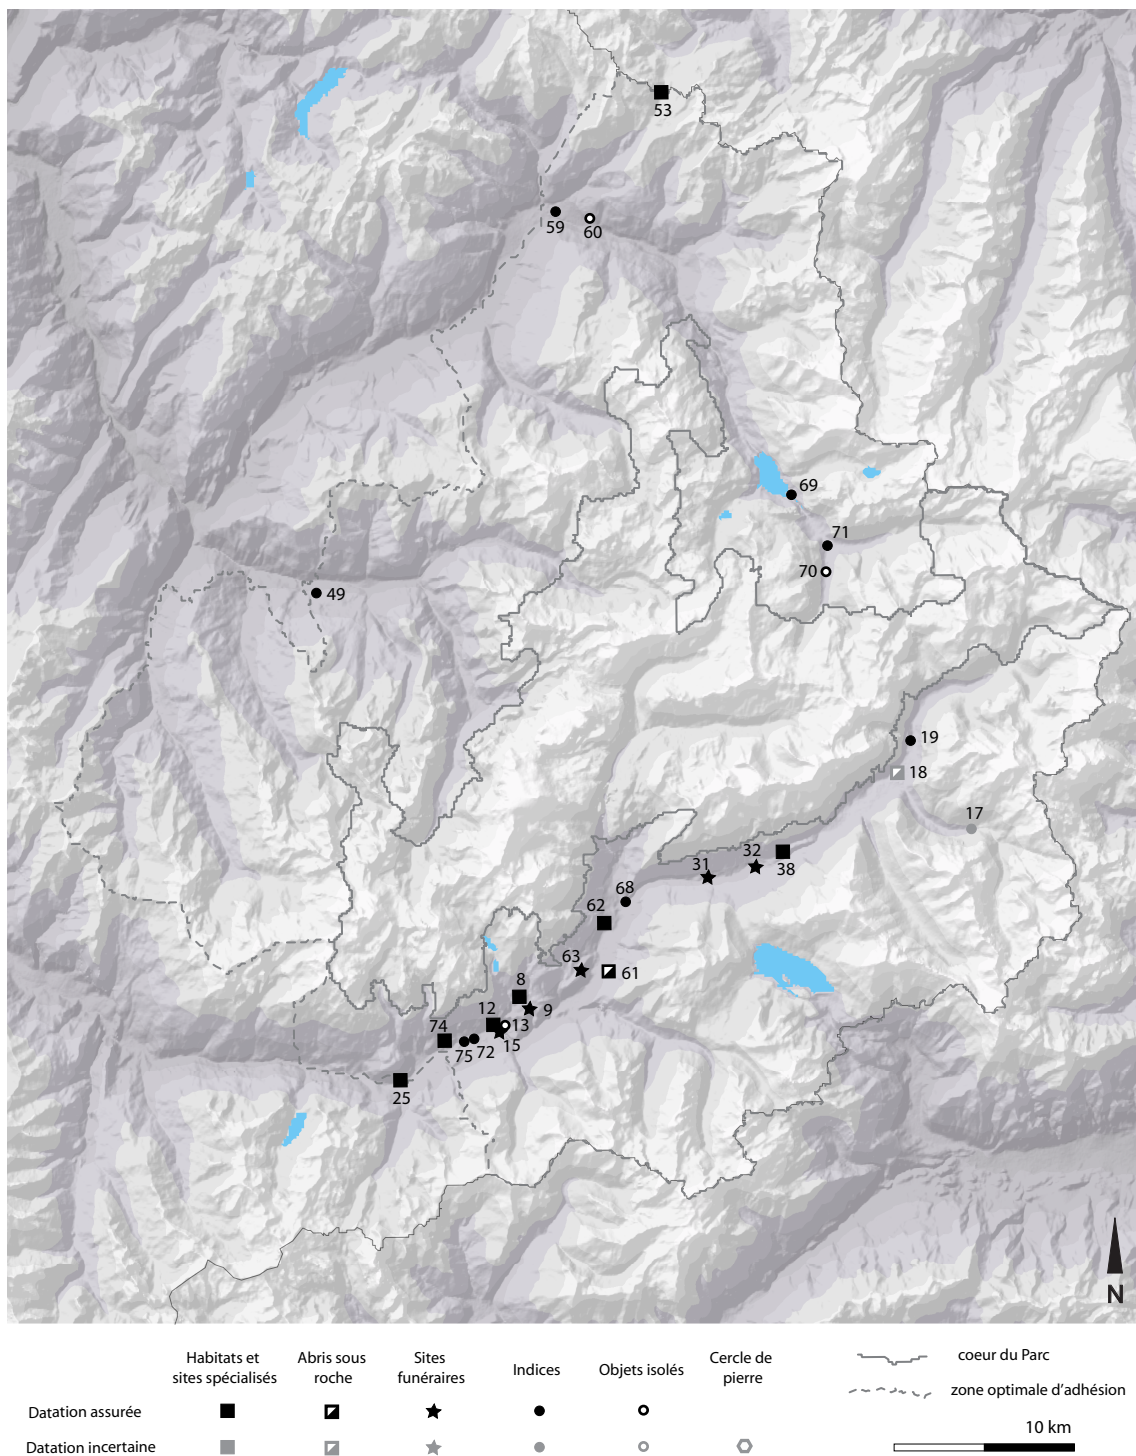 53
59
60
69
71
70
49
19
18
17
32
31
38
68
62
63
61
8
9
12
13
74
15
75
72
25
N
Habitats et
sites spécialisés
Abris sous
roche
Sites
funéraires
Indices
Objets isolés
Cercle de
pierre
coeur du Parc
zone optimale d'adhésion
Datation assurée
Datation incertaine
10 km